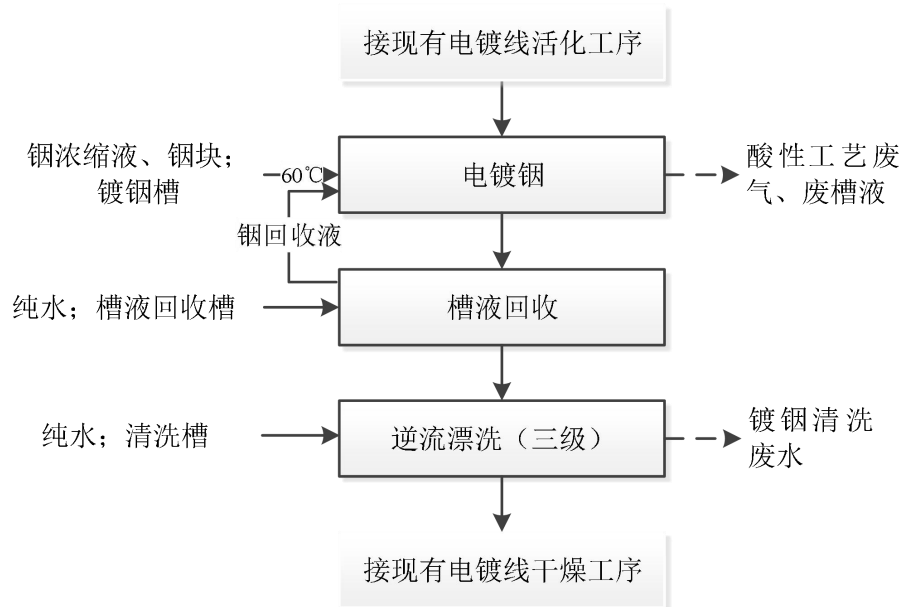 接现有电镀线活化工序
铟浓缩液、铟块；
镀铟槽
60℃
电镀铟
酸性工艺废
气、废槽液
铟回收液
纯水；槽液回收槽
槽液回收
纯水；清洗槽
逆流漂洗（三级）
镀铟清洗
废水
接现有电镀线干燥工序